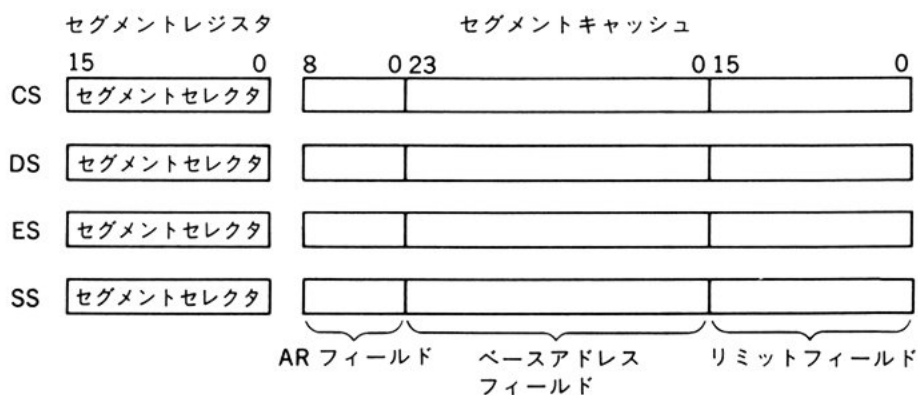 セグメントレジスタ セグメントキャッシュ
15 0 8 0 23 0 15 0
CS セグメントセレクタ
DS セグメントセレクタ
ES セグメントセレクタ
SS セグメントセレクタ
AR フィールド ベースアドレス リミットフィールド
フィールド